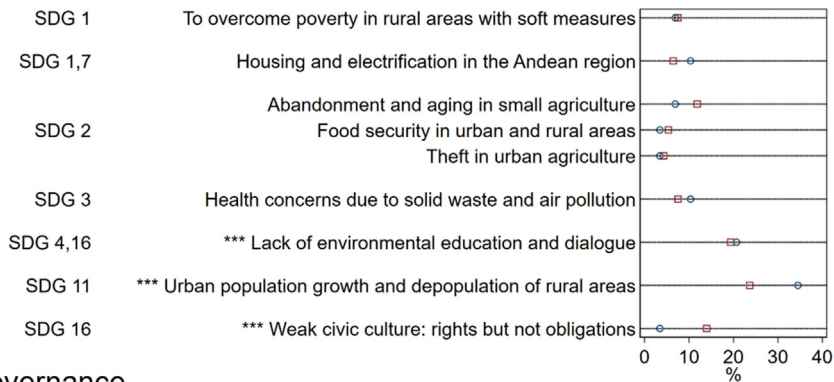 SDG 1 To overcome poverty in rural areas with soft measures
SDG 1,7 Housing and electrification in the Andean region
Abandonment and aging in small agriculture
SDG 2 Food security in urban and rural areas
Theft in urban agriculture
SDG 3 Health concerns due to solid waste and air pollution
SDG 4,16 *** Lack of environmental education and dialogue
SDG 11 *** Urban population growth and depopulation of rural areas
SDG 16 *** Weak civic culture: rights but not obligations
0 10 20 30 40
%